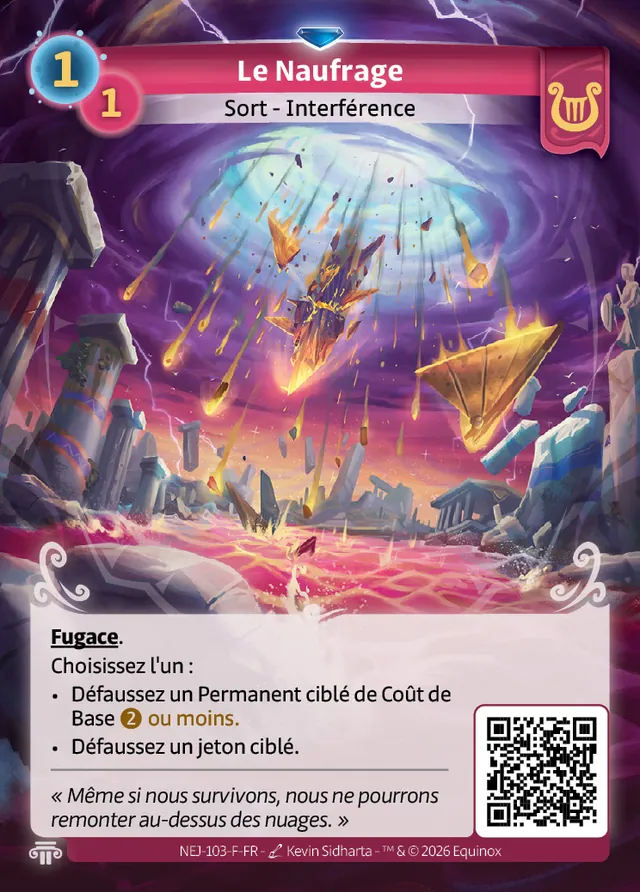 1
1
Le Naufrage
Sort - Interférence
Fugace.
Choisissez l'un :
• Défaussez un Permanent ciblé de Coût de
Base 2 ou moins.
• Défaussez un jeton ciblé.
« Même si nous survivons, nous ne pourrons
remonter au-dessus des nuages. »
NEJ-103-F-FR - Kevin Sidharta - ™ & © 2026 Equinox